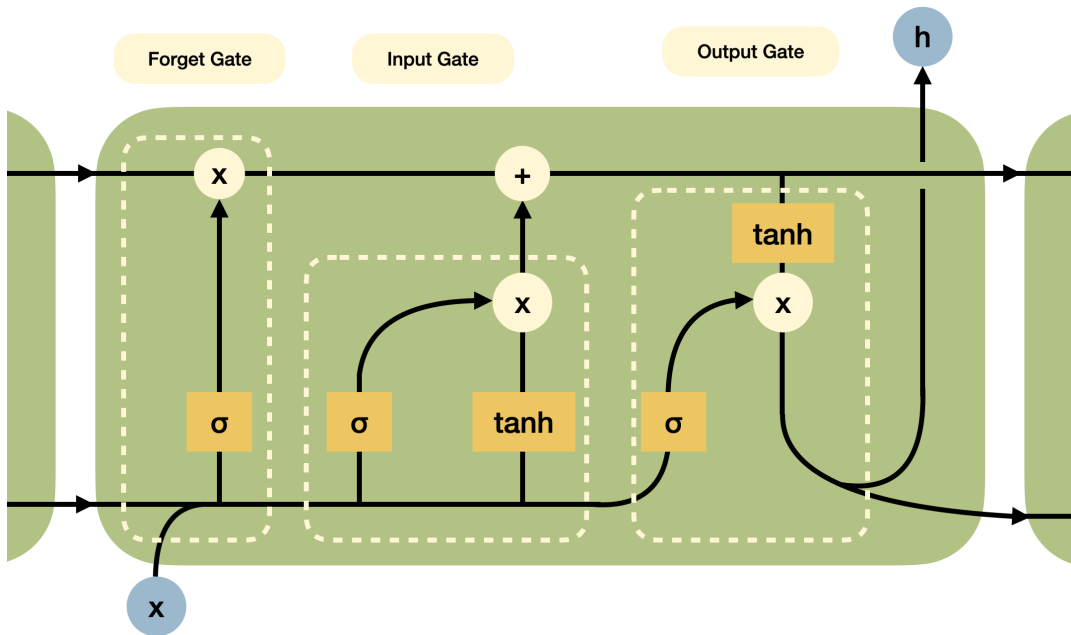 h
Forget Gate
Input Gate
Output Gate
x
+
tanh
x
x
σ
σ
tanh
σ
x